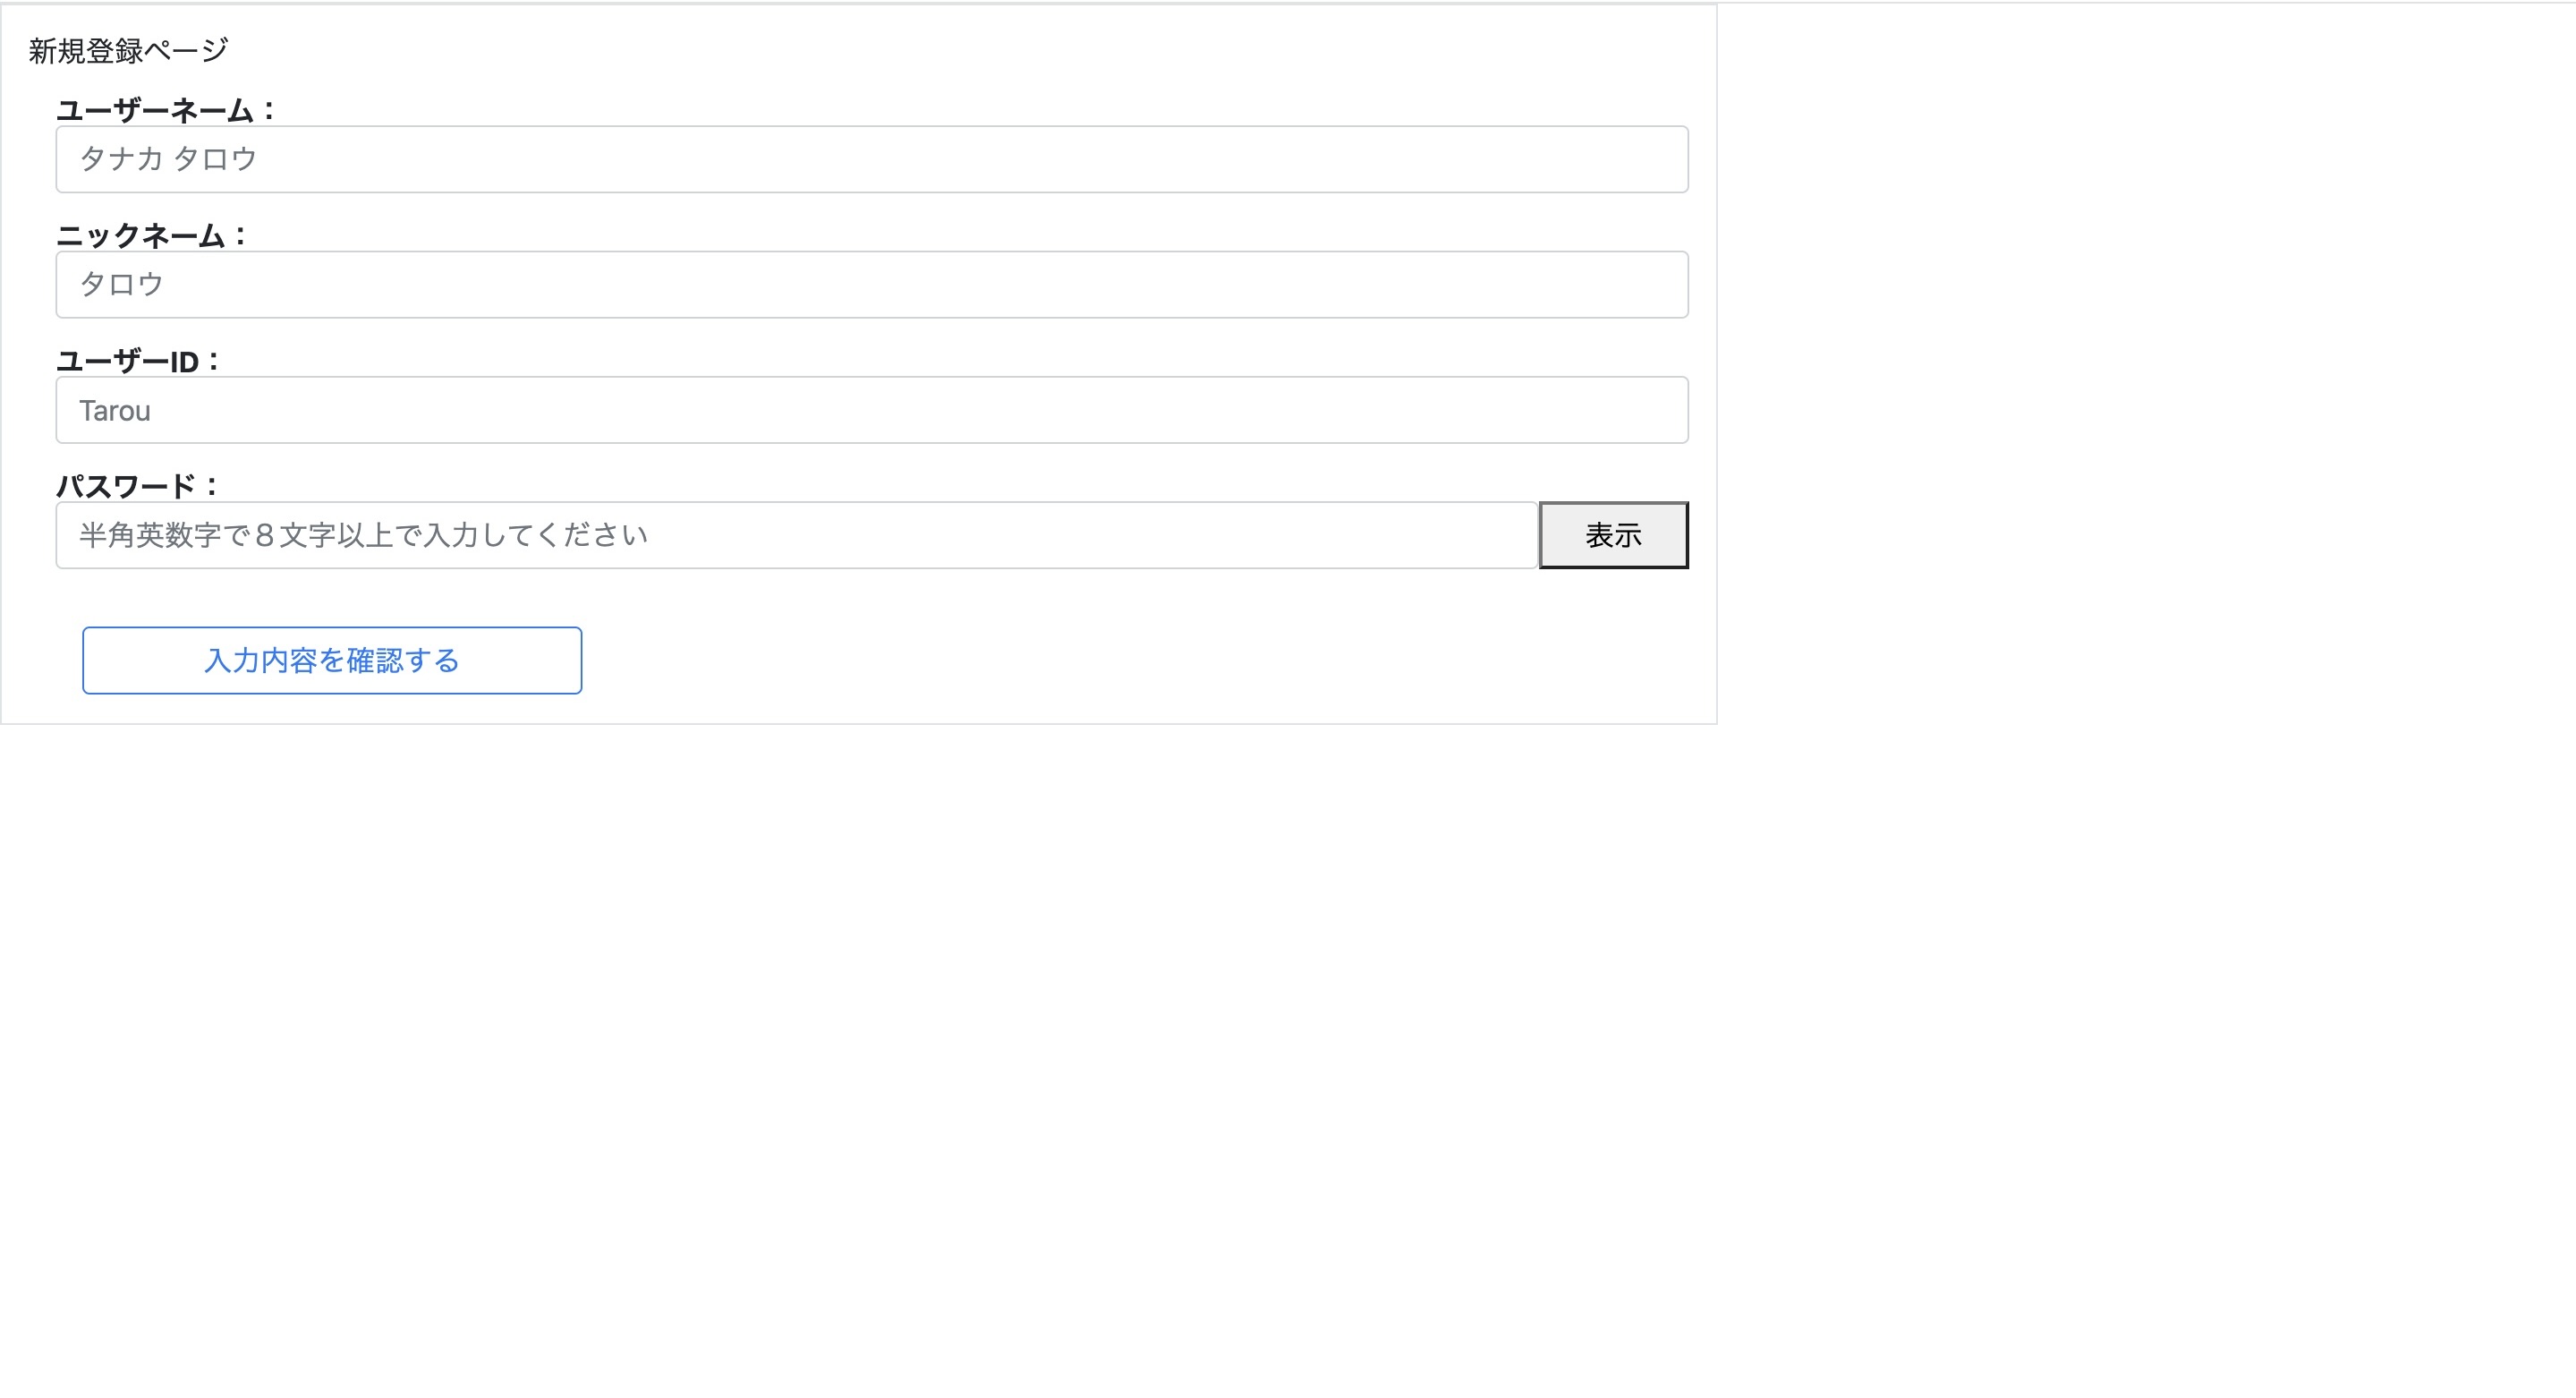 新規登録ページ
ユーザーネーム：
タナカ タロウ
ニックネーム：
タロウ
ユーザーID：
Tarou
パスワード：
半角英数字で８文字以上で入力してください
表示
入力内容を確認する